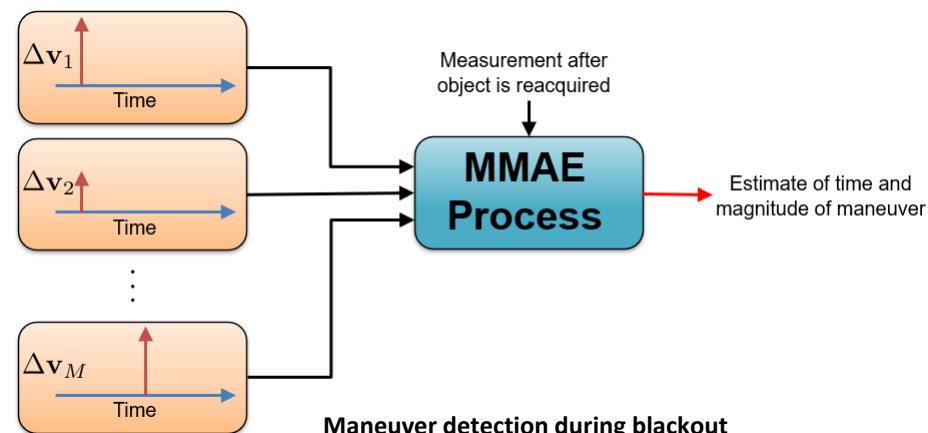 Δv₁
Time
Δv₂
Time
Δv_M
Time
Measurement after
object is reacquired
MMAE
Process
Estimate of time and
magnitude of maneuver
Maneuver detection during blackout